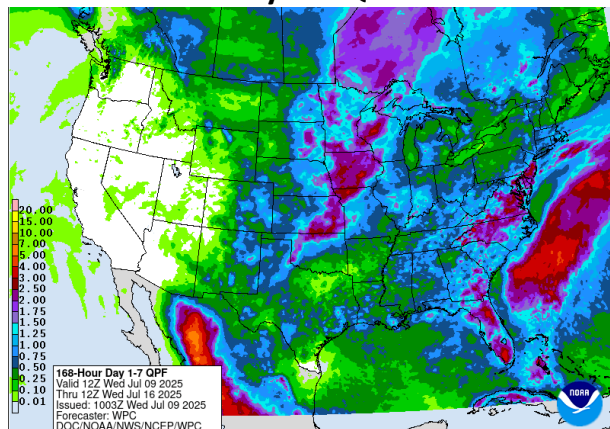 20.00
15.00
10.00
7.00
5.00
4.00
3.00
2.50
2.00
1.75
1.50
1.25
1.00
0.75
0.50
0.25
0.10
0.01
168-Hour Day 1-7 QPF
Valid 12Z Wed Jul 09 2025
Thru 12Z Wed Jul 16 2025
Issued: 1003Z Wed Jul 09 2025
Forecaster: WPC
DOC/NOAA/NWS/NCEP/WPC
NOAA